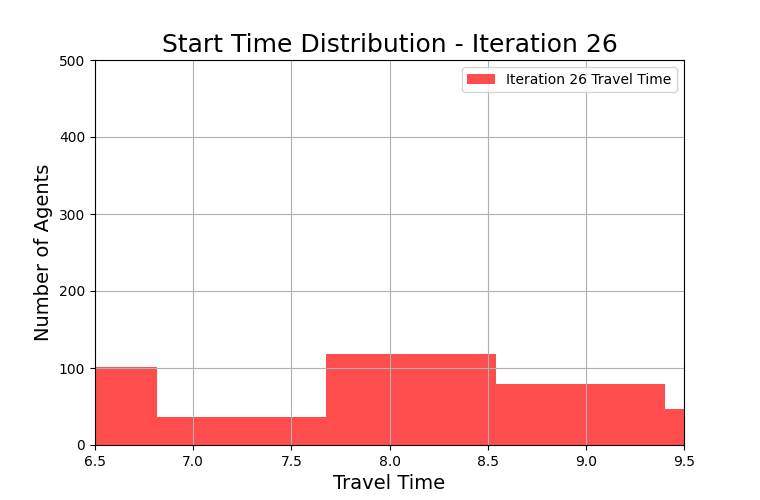 Start Time Distribution - Iteration 26
500
Iteration 26 Travel Time
400
300
200
100
0
Number of Agents
6.5 7.0 7.5 8.0 8.5 9.0 9.5
Travel Time